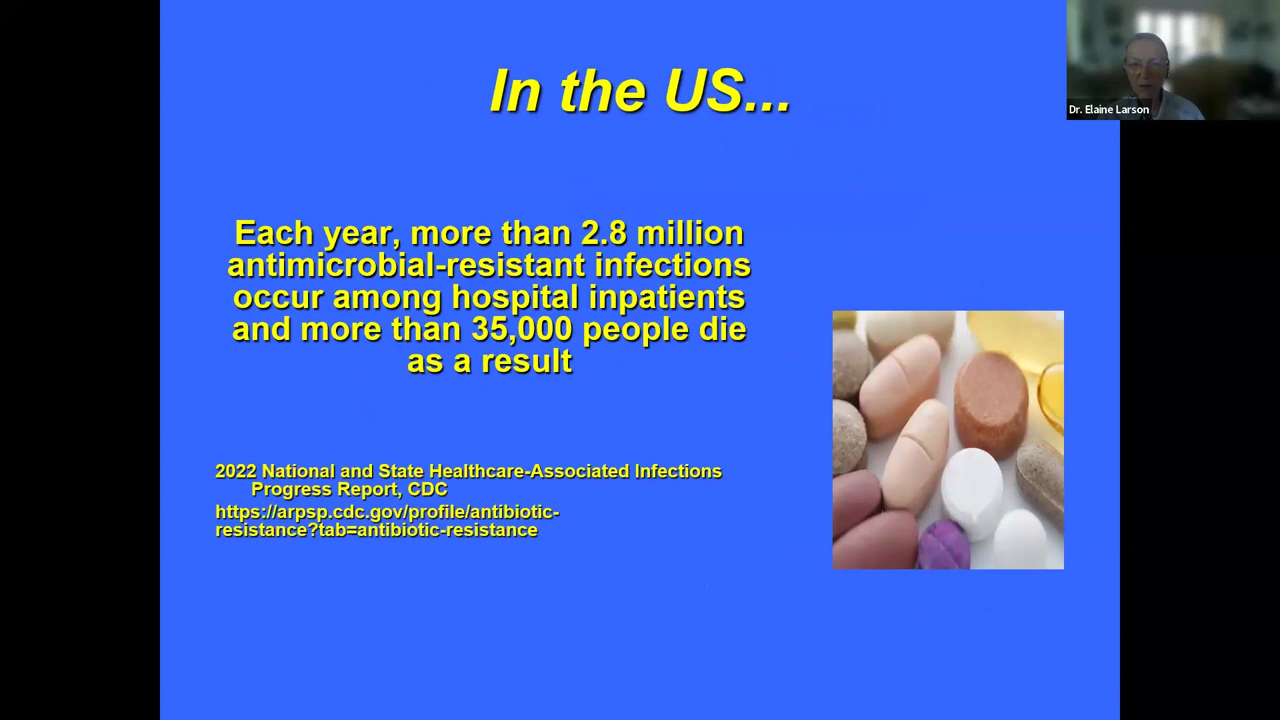 In the US...
Dr. Elaine Larson
Each year, more than 2.8 million
antimicrobial-resistant infections
occur among hospital inpatients
and more than 35,000 people die
as a result
2022 National and State Healthcare-Associated Infections
Progress Report, CDC
https://arpsp.cdc.gov/profile/antibiotic-
resistance?tab=antibiotic-resistance